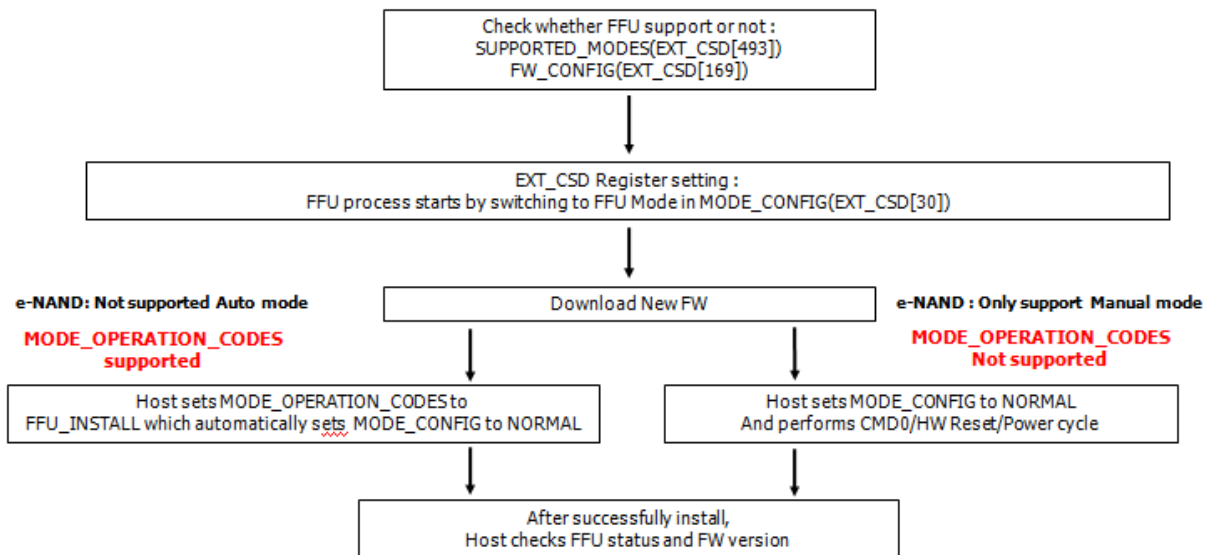 Check whether FFU support or not :
SUPPORTED_MODES(EXT_CSD[493])
FW_CONFIG(EXT_CSD[169])
EXT_CSD Register setting :
FFU process starts by switching to FFU Mode in MODE_CONFIG(EXT_CSD[30])
Download New FW
e-NAND: Not supported Auto mode
MODE_OPERATION_CODES
supported
e-NAND : Only support Manual mode
MODE_OPERATION_CODES
Not supported
Host sets MODE_OPERATION_CODES to
FFU_INSTALL which automatically sets MODE_CONFIG to NORMAL
Host sets MODE_CONFIG to NORMAL
And performs CMD0/HW Reset/Power cycle
After successfully install,
Host checks FFU status and FW version